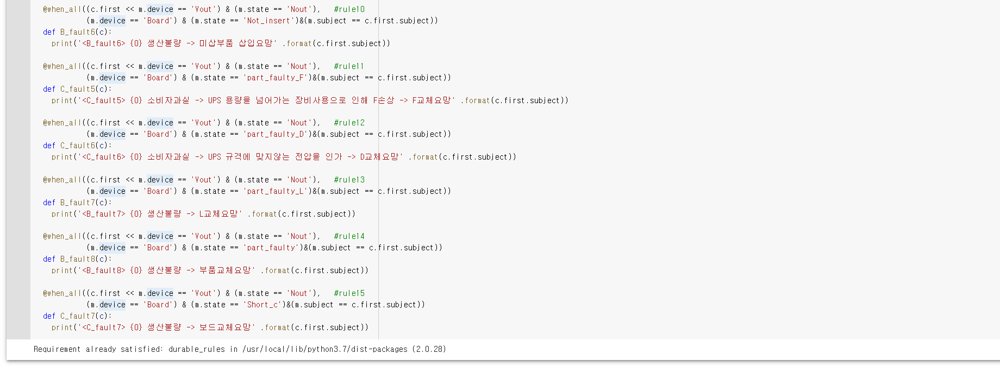 @when_all((c.first << m.device == 'Vout') & (m.state == 'Nout'),   #rule10
          (m.device == 'Board') & (m.state == 'Not_insert')&(m.subject == c.first.subject))
def B_fault6(c):
  print('<B_fault6> {0} 생산불량 -> 미삽부품 삽입요망' .format(c.first.subject))

@when_all((c.first << m.device == 'Vout') & (m.state == 'Nout'),   #rule11
          (m.device == 'Board') & (m.state == 'part_faulty_F')&(m.subject == c.first.subject))
def C_fault5(c):
  print('<C_fault5> {0} 소비자과실 -> UPS 용량을 넘어가는 장비사용으로 인해 F손상 -> F교체요망' .format(c.first.subject))

@when_all((c.first << m.device == 'Vout') & (m.state == 'Nout'),   #rule12
          (m.device == 'Board') & (m.state == 'part_faulty_D')&(m.subject == c.first.subject))
def C_fault6(c):
  print('<C_fault6> {0} 소비자과실 -> UPS 규격에 맞지않는 전압을 인가 -> D교체요망' .format(c.first.subject))

@when_all((c.first << m.device == 'Vout') & (m.state == 'Nout'),   #rule13
          (m.device == 'Board') & (m.state == 'part_faulty_L')&(m.subject == c.first.subject))
def B_fault7(c):
  print('<B_fault7> {0} 생산불량 -> L교체요망' .format(c.first.subject))

@when_all((c.first << m.device == 'Vout') & (m.state == 'Nout'),   #rule14
          (m.device == 'Board') & (m.state == 'part_faulty')&(m.subject == c.first.subject))
def B_fault8(c):
  print('<B_fault8> {0} 생산불량 -> 부품교체요망' .format(c.first.subject))

@when_all((c.first << m.device == 'Vout') & (m.state == 'Nout'),   #rule15
          (m.device == 'Board') & (m.state == 'Short_c')&(m.subject == c.first.subject))
def C_fault7(c):
  print('<C_fault7> {0} 생산불량 -> 보드교체요망' .format(c.first.subject))
Requirement already satisfied: durable_rules in /usr/local/lib/python3.7/dist-packages (2.0.28)